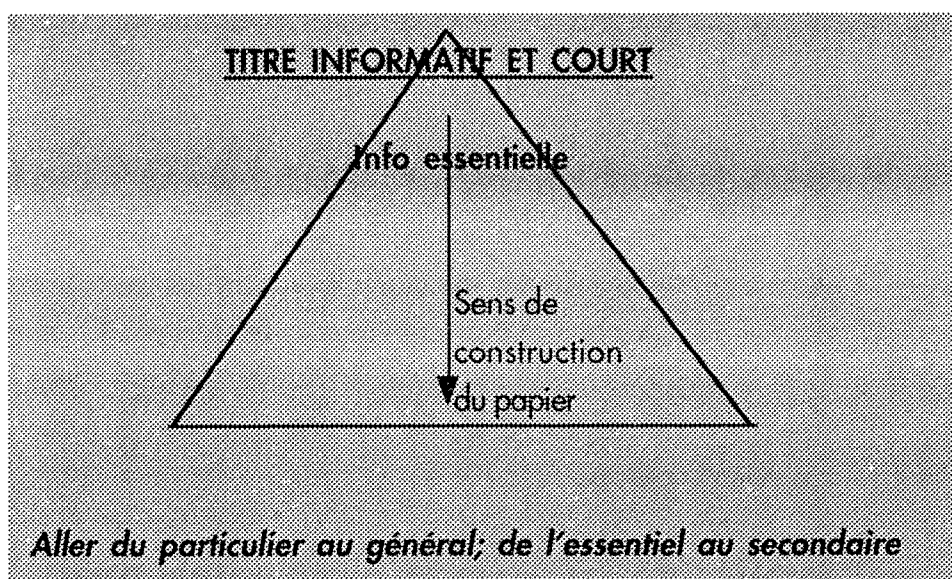 TITRE INFORMATIF ET COURT
Info essentielle
Sens de
construction
du papier
Aller du particulier au général; de l'essentiel au secondaire